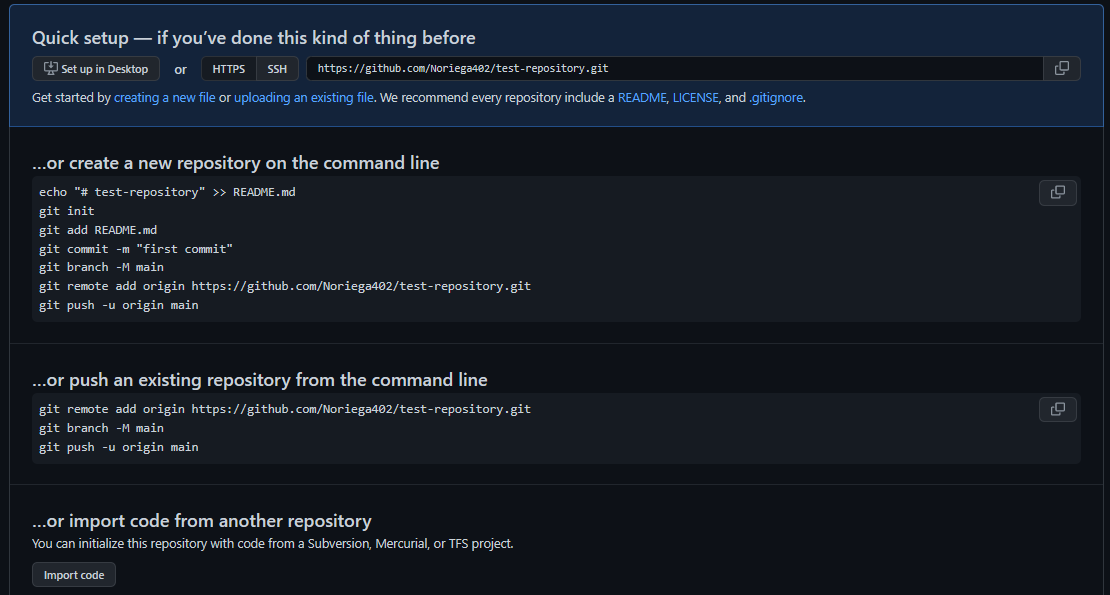 Quick setup — if you’ve done this kind of thing before
Set up in Desktop or HTTPS SSH https://github.com/Noriega402/test-repository.git
Get started by creating a new file or uploading an existing file. We recommend every repository include a README, LICENSE, and .gitignore.
…or create a new repository on the command line
echo "# test-repository" >> README.md
git init
git add README.md
git commit -m "first commit"
git branch -M main
git remote add origin https://github.com/Noriega402/test-repository.git
git push -u origin main
…or push an existing repository from the command line
git remote add origin https://github.com/Noriega402/test-repository.git
git branch -M main
git push -u origin main
…or import code from another repository
You can initialize this repository with code from a Subversion, Mercurial, or TFS project.
Import code